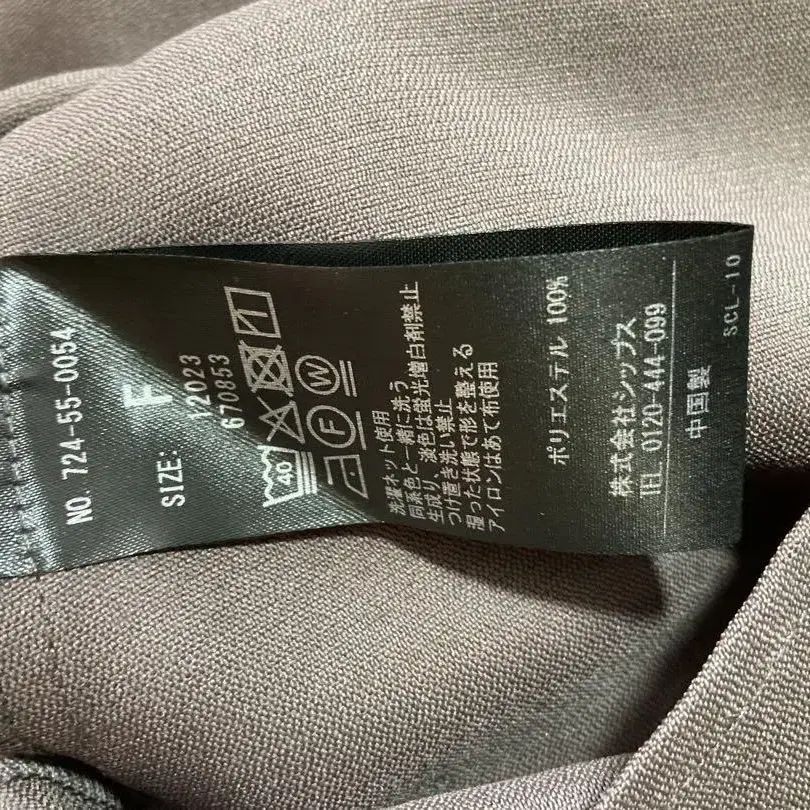 NO. 724-55-0054
SIZE: F
12023
670853
40
F
W
洗濯ネット使用
同系色と一緒に洗う
生成り、淡色は蛍光増白剤禁止
つけ置き洗い禁止
湿った状態で形を整える
アイロンはあて布使用
ポリエステル 100%
株式会社シップス
TEL 0120-444-099
中国製
SCL-10